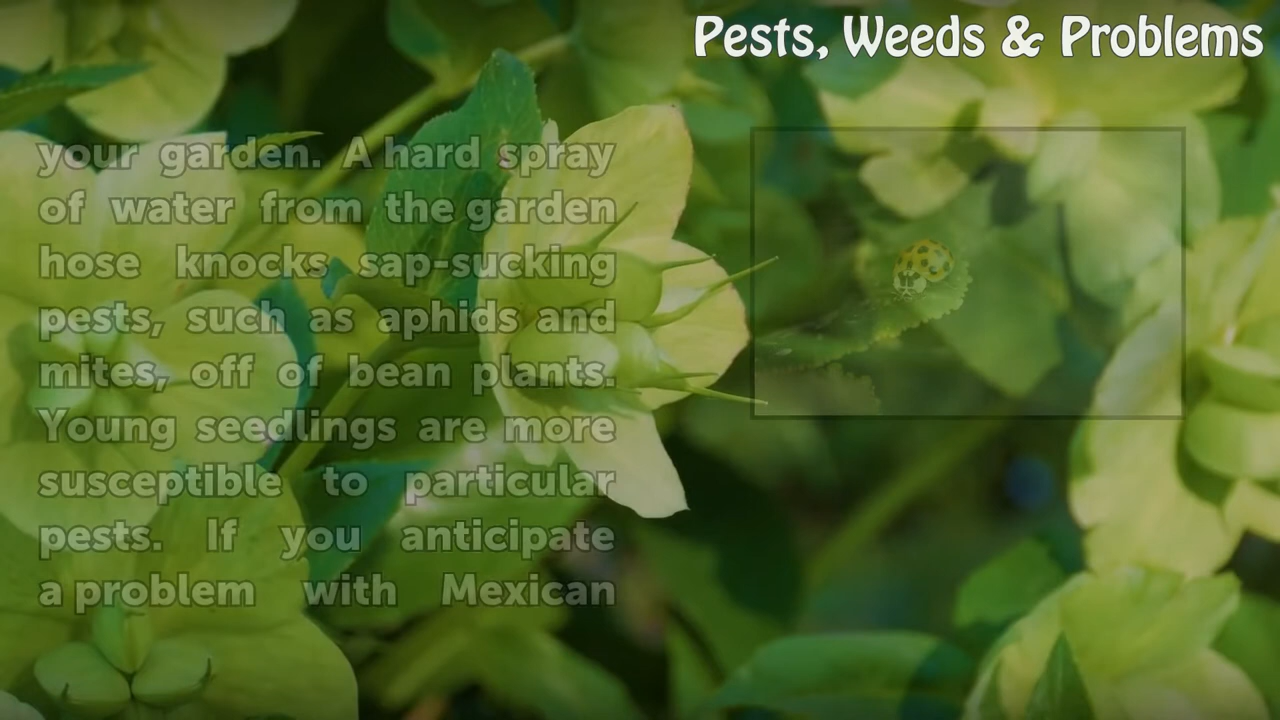 Pests, Weeds & Problems
your garden. A hard spray
of water from the garden
hose knocks sap-sucking
pests, such as aphids and
mites, off of bean plants.
Young seedlings are more
susceptible to particular
pests. If you anticipate
a problem with Mexican